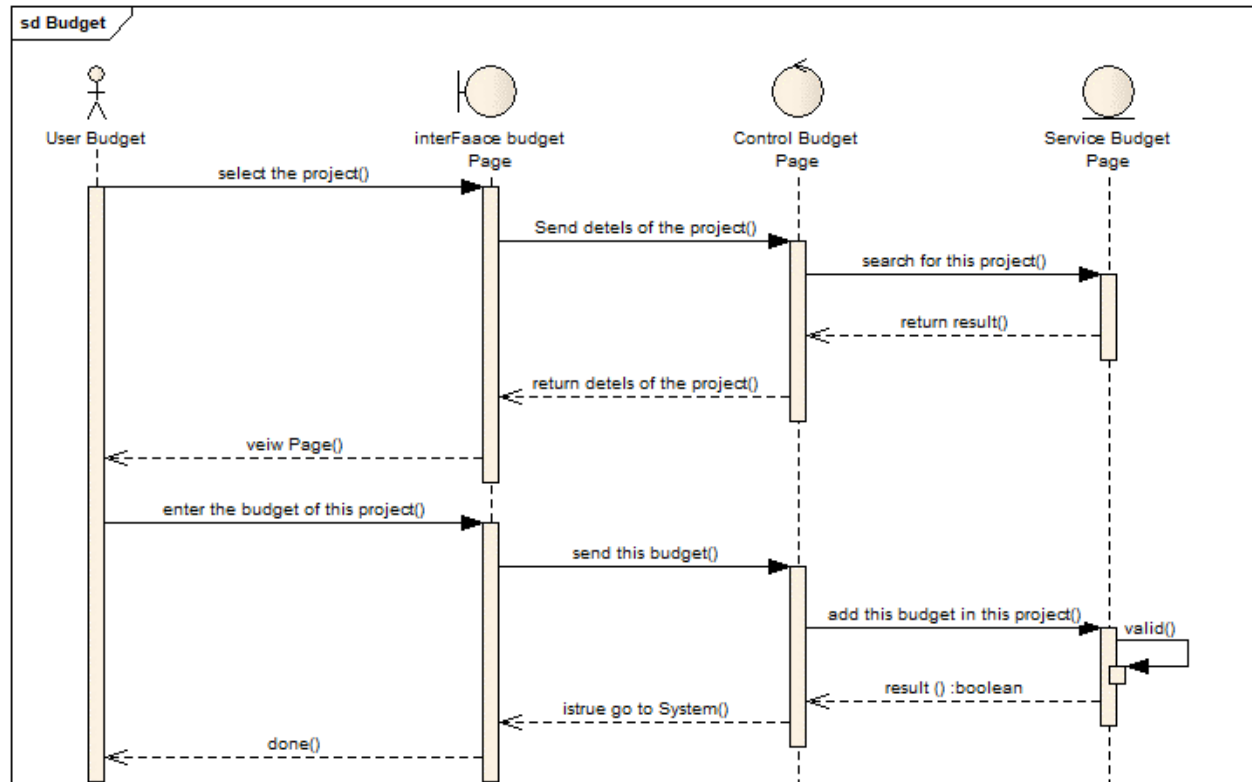 sd Budget
User Budget
interFaace budget
Page
Control Budget
Page
Service Budget
Page
select the project()
Send detels of the project()
search for this project()
return result()
return detels of the project()
veiw Page()
enter the budget of this project()
send this budget()
add this budget in this project()
valid()
result () :boolean
istrue go to System()
done()